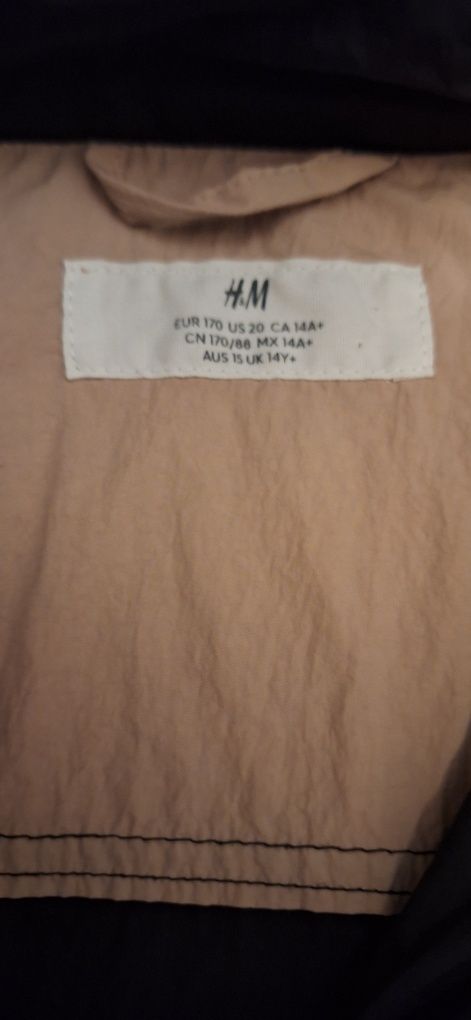 H&M
EUR 170 US 20 CA 14A+
CN 170/88 MX 14A+
AUS 15 UK 14Y+